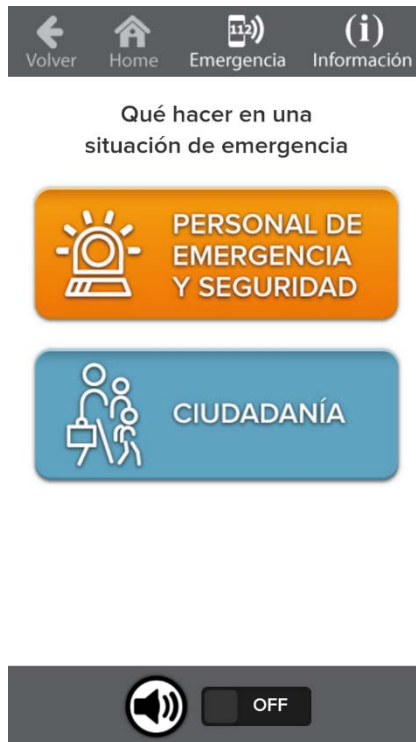 112
(i)
Volver Home Emergencia Información
Qué hacer en una
situación de emergencia
PERSONAL DE
EMERGENCIA
Y SEGURIDAD
CIUDADANÍA
OFF